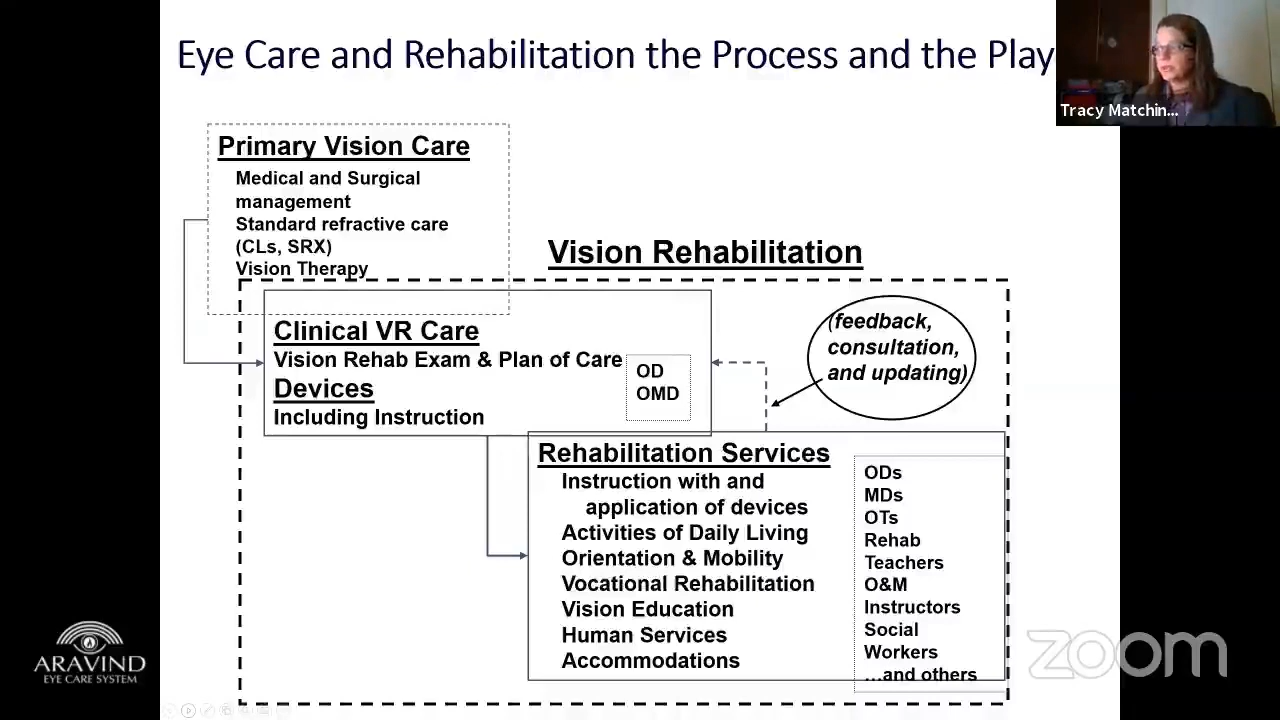 Eye Care and Rehabilitation the Process and the Play
Tracy Matchin...
Primary Vision Care
Medical and Surgical
management
Standard refractive care
(CLs, SRX)
Vision Therapy
Vision Rehabilitation
Clinical VR Care
Vision Rehab Exam & Plan of Care
Devices
Including Instruction
OD
OMD
(feedback,
consultation,
and updating)
Rehabilitation Services
Instruction with and
application of devices
Activities of Daily Living
Orientation & Mobility
Vocational Rehabilitation
Vision Education
Human Services
Accommodations
ODs
MDs
OTs
Rehab
Teachers
O&M
Instructors
Social
Workers
...and others
ARAVIND
EYE CARE SYSTEM
zoom